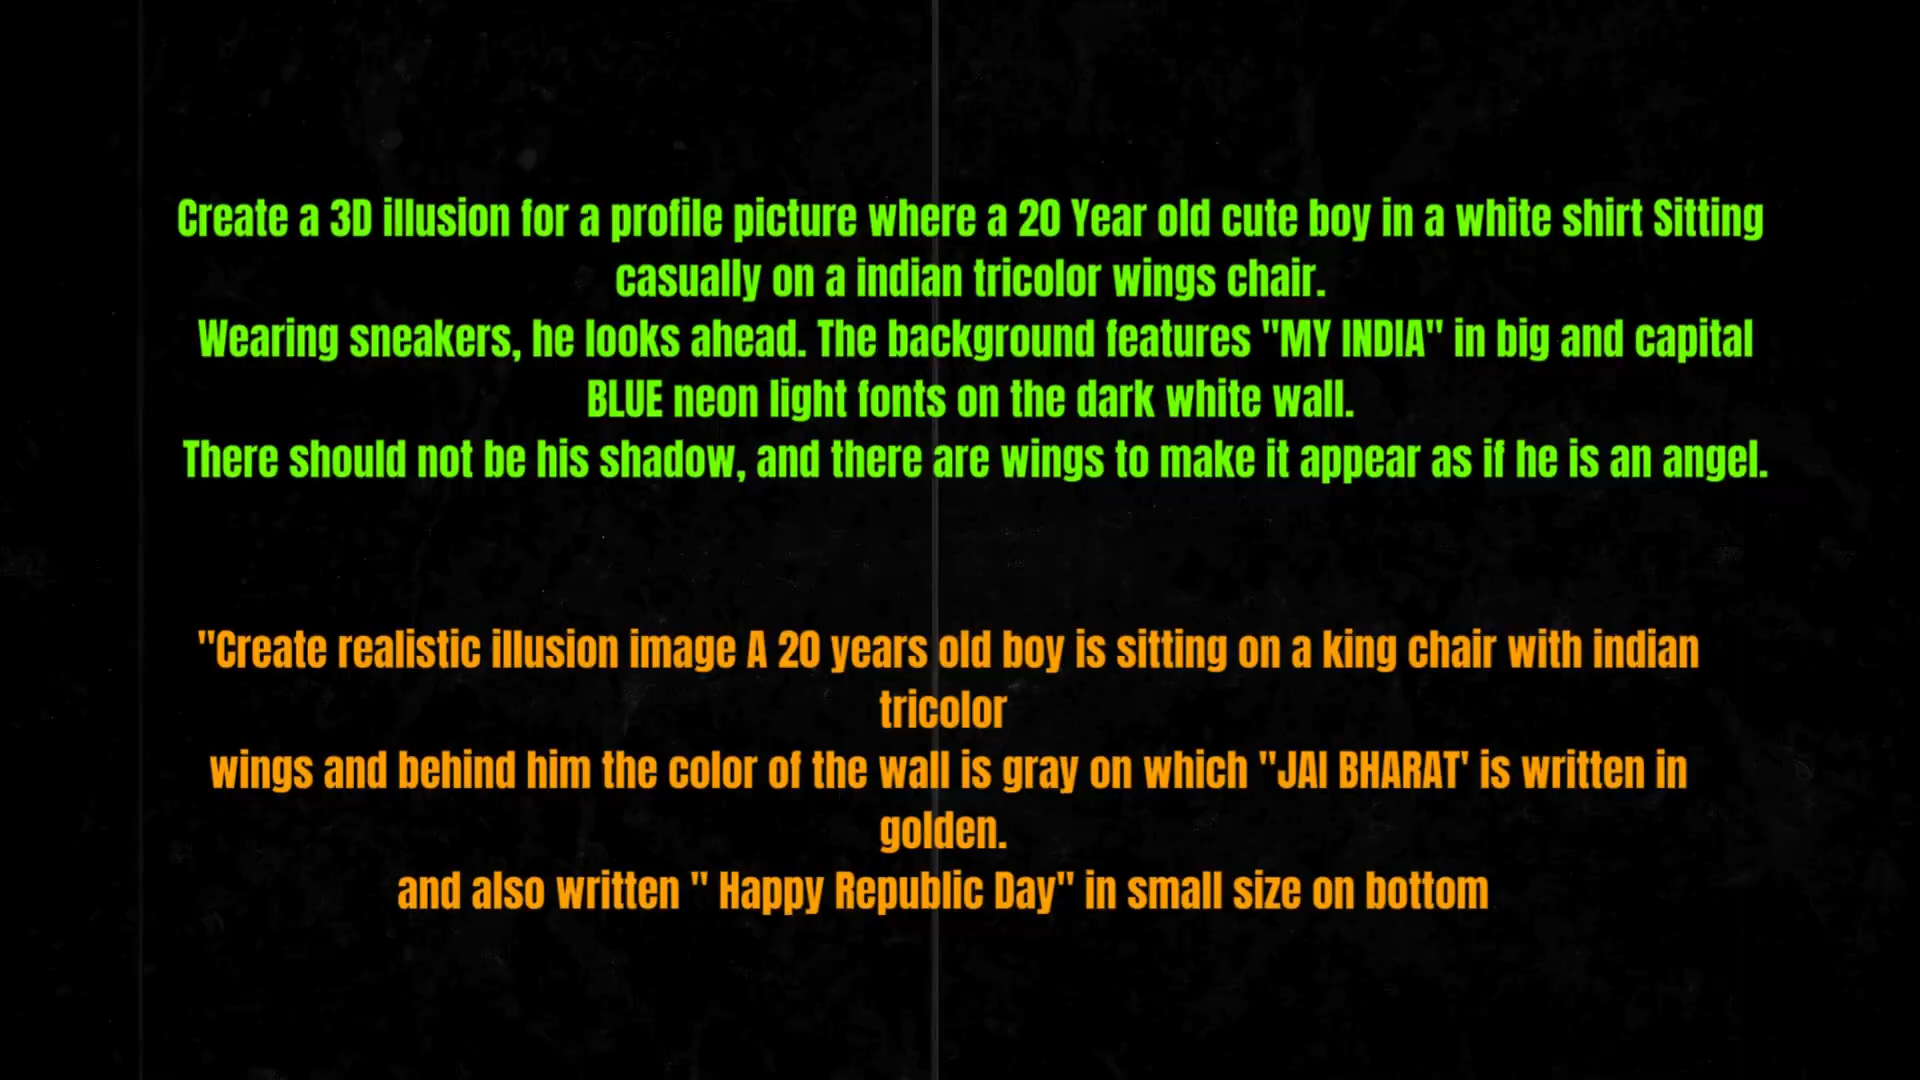 Create a 3D illusion for a profile picture where a 20 Year old cute boy in a white shirt Sitting
casually on a indian tricolor wings chair.
Wearing sneakers, he looks ahead. The background features "MY INDIA" in big and capital
BLUE neon light fonts on the dark white wall.
There should not be his shadow, and there are wings to make it appear as if he is an angel.
"Create realistic illusion image A 20 years old boy is sitting on a king chair with indian
tricolor
wings and behind him the color of the wall is gray on which "JAI BHARAT' is written in
golden.
and also written " Happy Republic Day" in small size on bottom